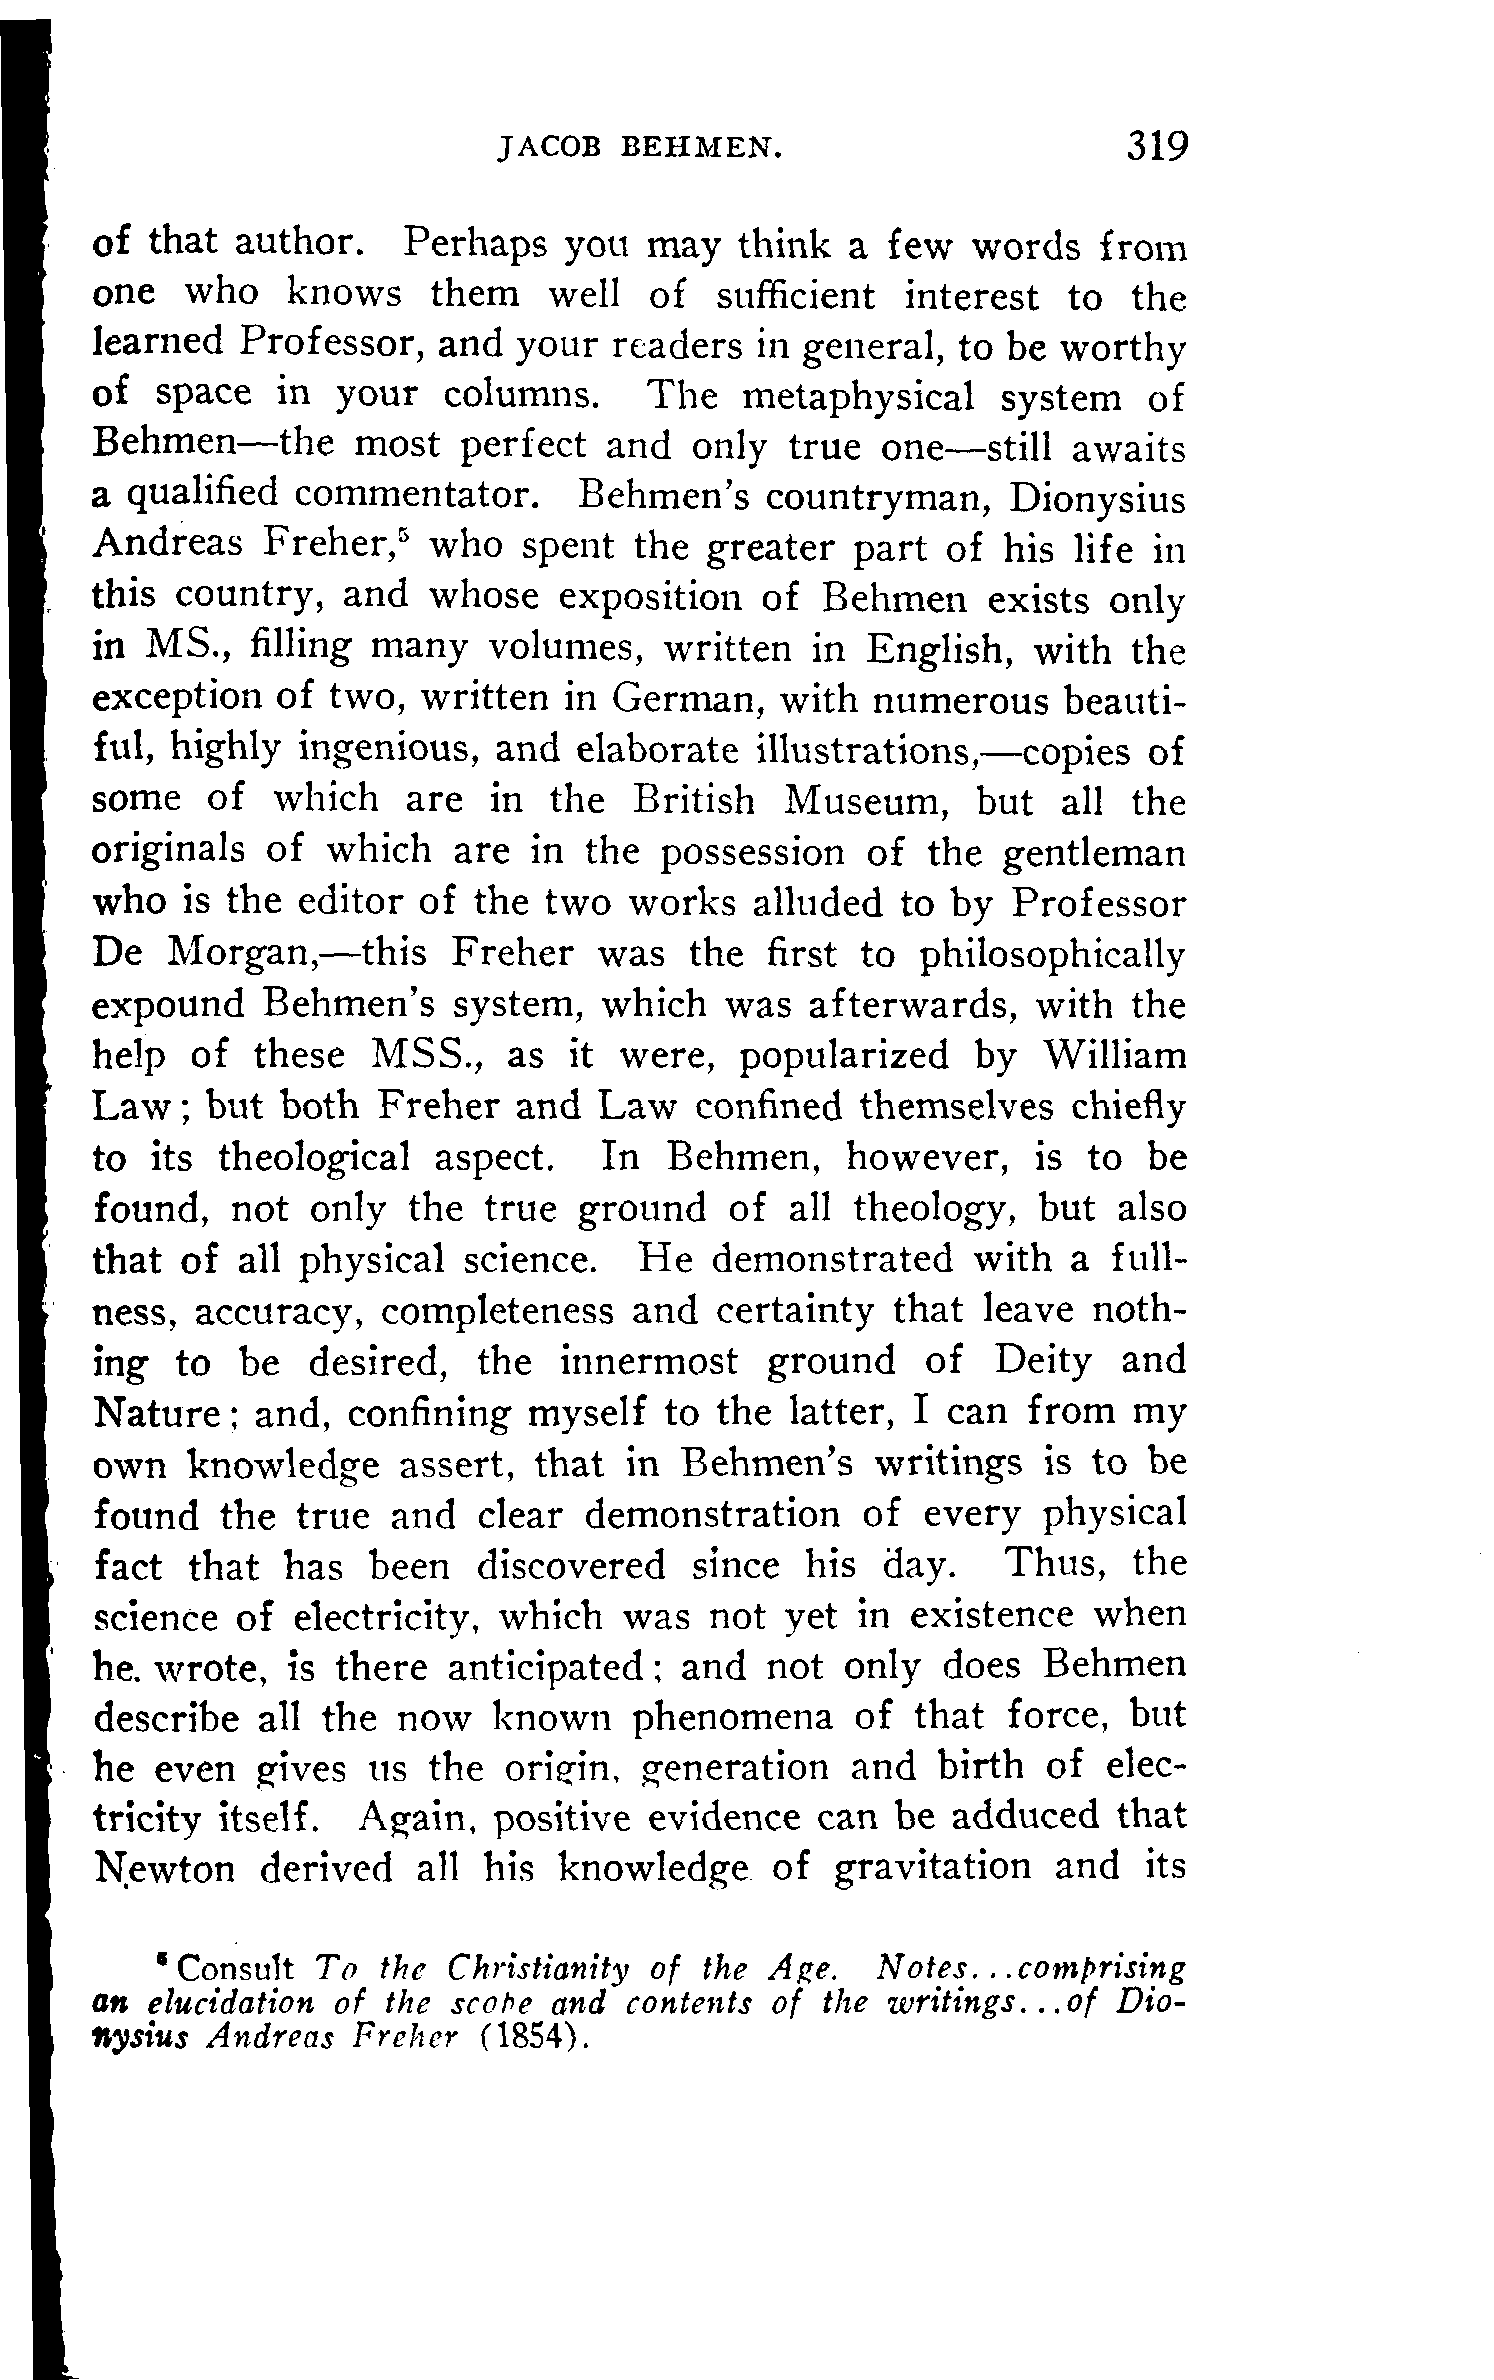 JACOB BEHMEN. 319
of that author. Perhaps you may think a few words from
one who knows them well of sufficient interest to the
learned Professor, and your readers in general, to be worthy
of space in your columns. The metaphysical system of
Behmen—the most perfect and only true one—still awaits
a qualified commentator. Behmen's countryman, Dionysius
Andreas Freher,⁵ who spent the greater part of his life in
this country, and whose exposition of Behmen exists only
in MS., filling many volumes, written in English, with the
exception of two, written in German, with numerous beauti-
ful, highly ingenious, and elaborate illustrations,—copies of
some of which are in the British Museum, but all the
originals of which are in the possession of the gentleman
who is the editor of the two works alluded to by Professor
De Morgan,—this Freher was the first to philosophically
expound Behmen's system, which was afterwards, with the
help of these MSS., as it were, popularized by William
Law; but both Freher and Law confined themselves chiefly
to its theological aspect. In Behmen, however, is to be
found, not only the true ground of all theology, but also
that of all physical science. He demonstrated with a full-
ness, accuracy, completeness and certainty that leave noth-
ing to be desired, the innermost ground of Deity and
Nature; and, confining myself to the latter, I can from my
own knowledge assert, that in Behmen's writings is to be
found the true and clear demonstration of every physical
fact that has been discovered since his day. Thus, the
science of electricity, which was not yet in existence when
he. wrote, is there anticipated; and not only does Behmen
describe all the now known phenomena of that force, but
he even gives us the origin, generation and birth of elec-
tricity itself. Again, positive evidence can be adduced that
Newton derived all his knowledge of gravitation and its
⁵ Consult To the Christianity of the Age. Notes...comprising
an elucidation of the scope and contents of the writings...of Dio-
nysius Andreas Freher (1854).